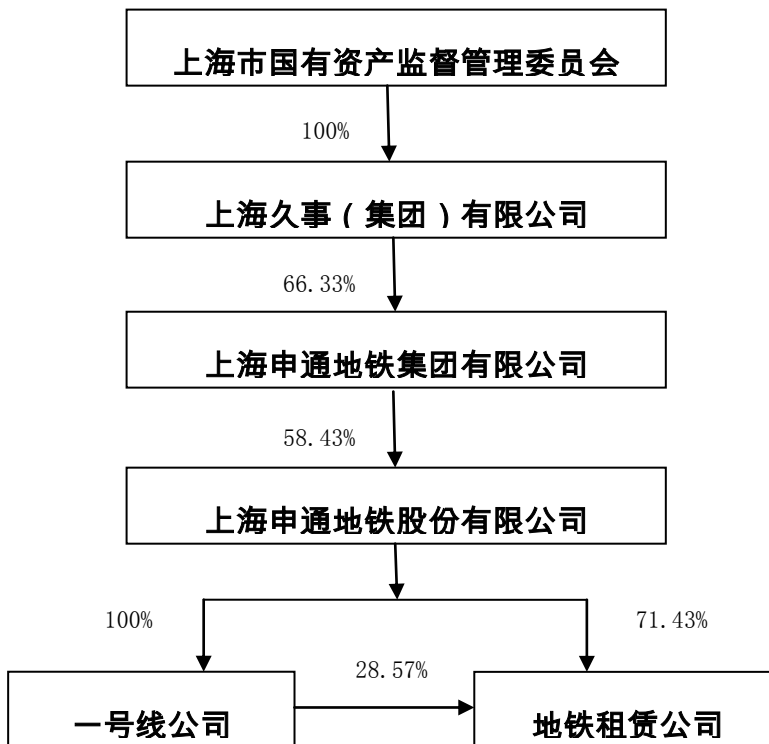 上海市国有资产监督管理委员会
100%
上海久事(集团)有限公司
66.33%
上海申通地铁集团有限公司
58.43%
上海申通地铁股份有限公司
100%
71.43%
28.57%
一号线公司
地铁租赁公司